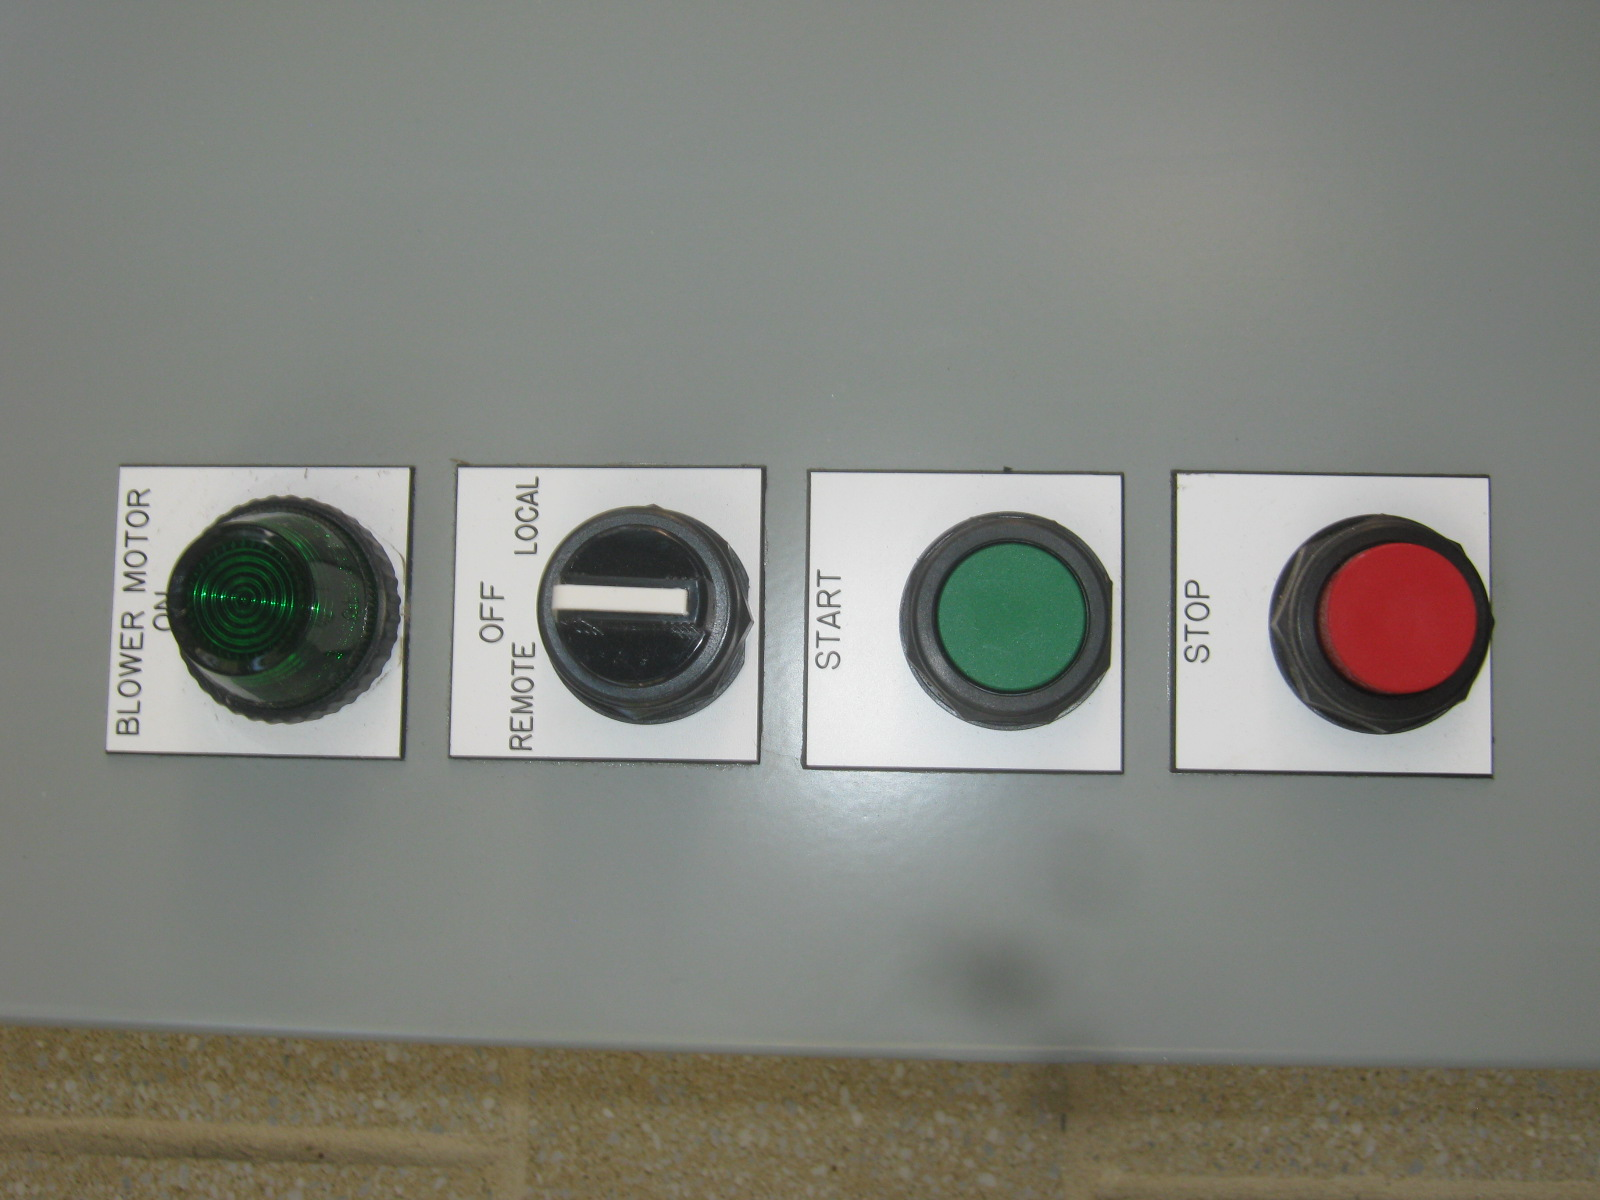 BLOWER MOTOR
ON
OFF
REMOTE LOCAL
START
STOP